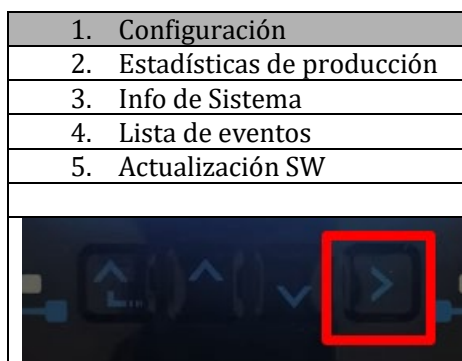 1. Configuración
2. Estadísticas de producción
3. Info de Sistema
4. Lista de eventos
5. Actualización SW